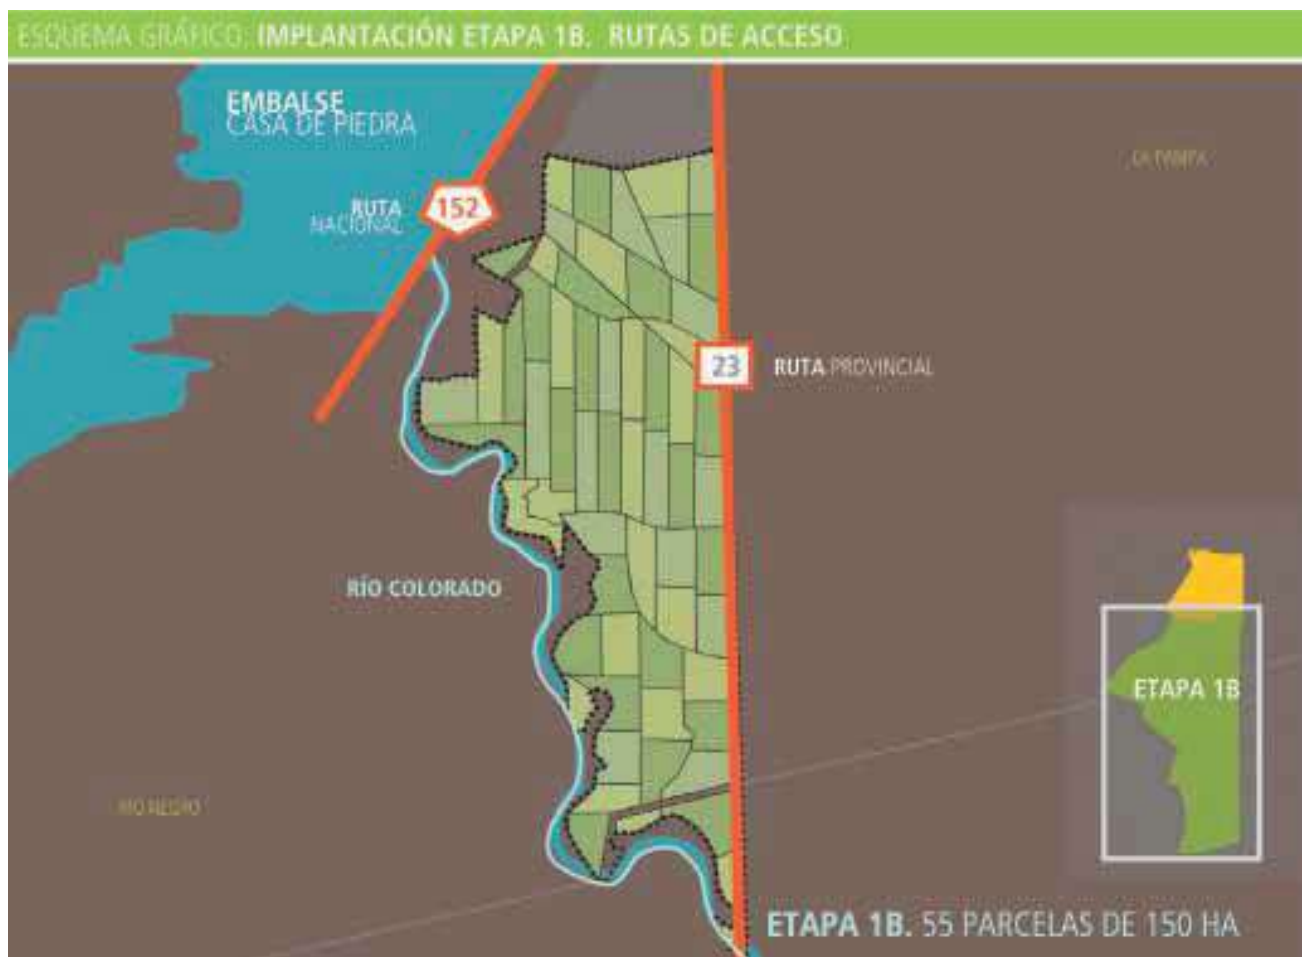 ESQUEMA GRÁFICO: IMPLANTACIÓN ETAPA 1B. RUTAS DE ACCESO
EMBALSE
CASA DE PIEDRA
LA PAMPA
RUTA
NACIONAL
152
23
RUTA PROVINCIAL
RÍO COLORADO
ETAPA 1B
RÍO NEGRO
ETAPA 1B. 55 PARCELAS DE 150 HA